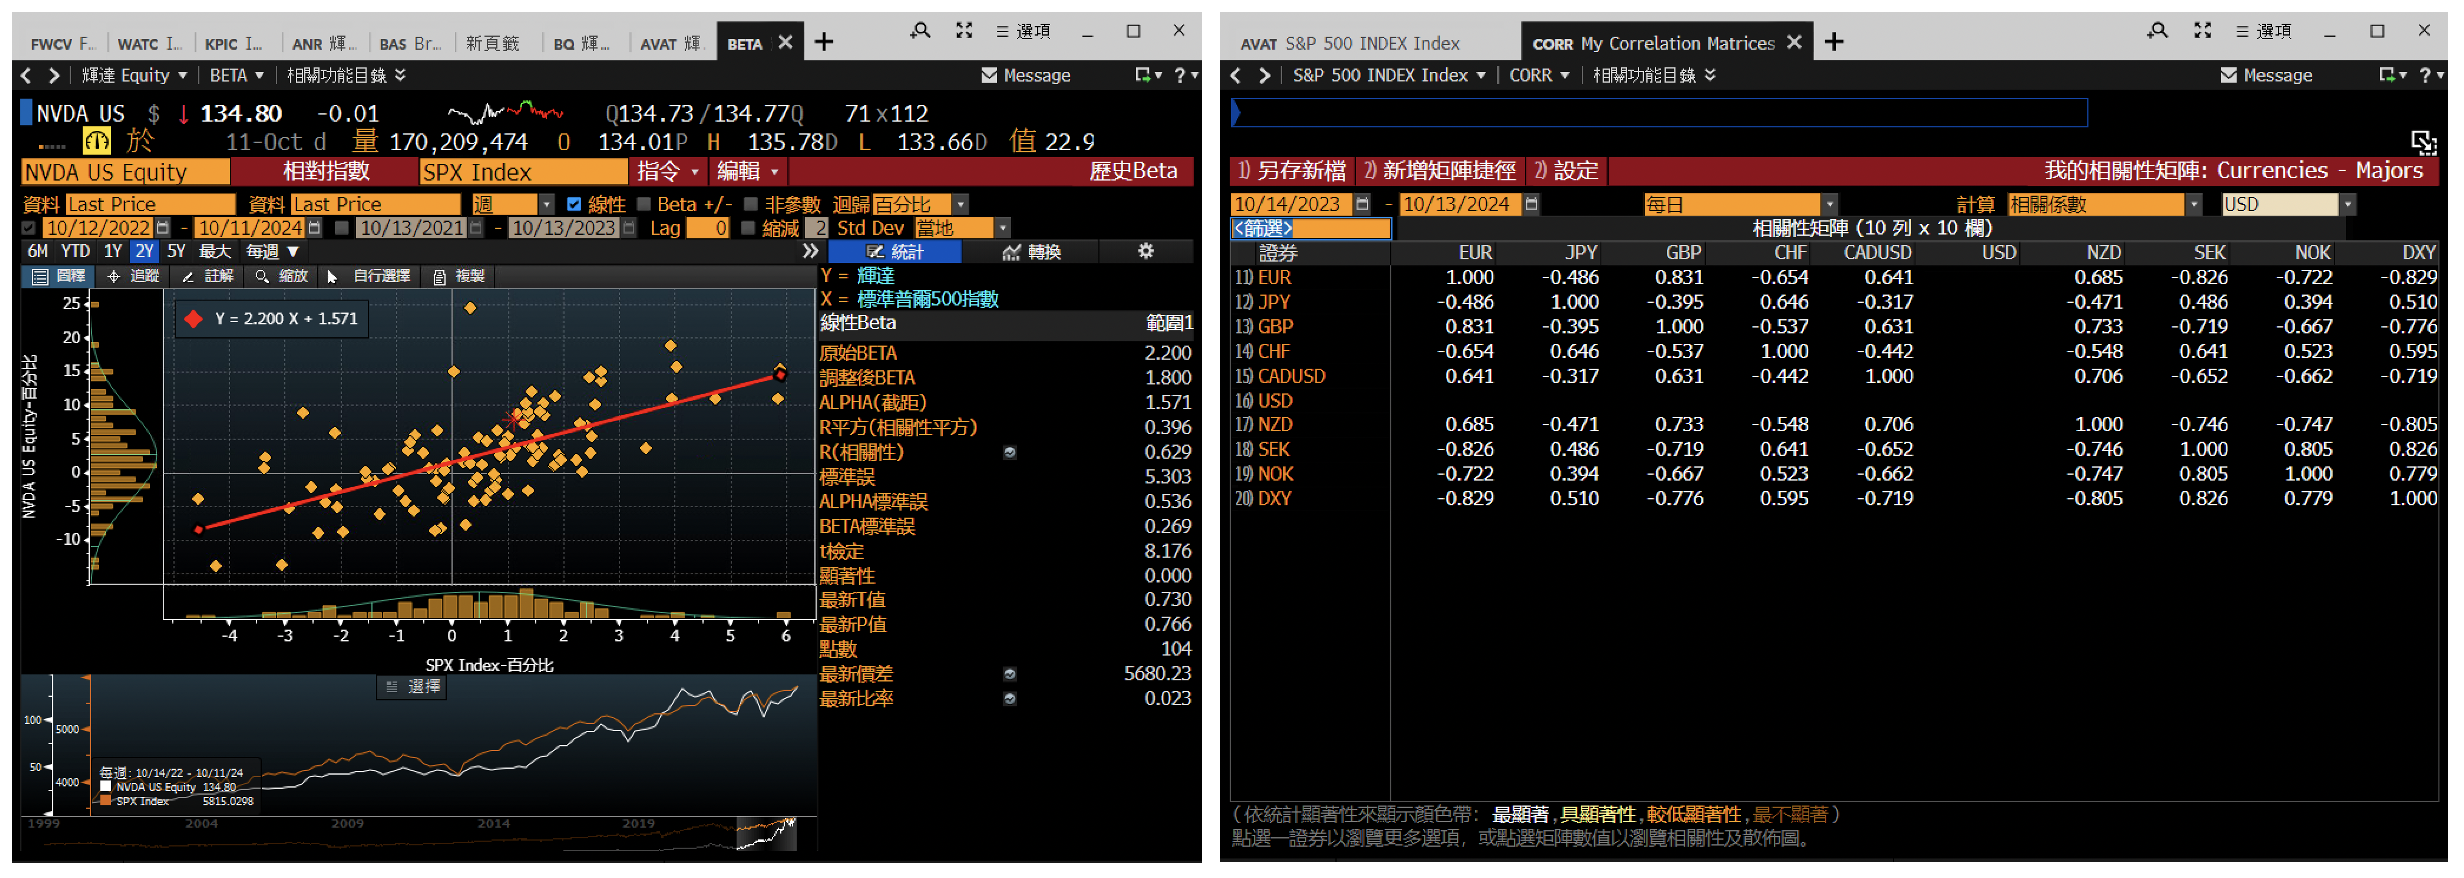 FWCV F... WATC I... KPIC I... ANR 輝... BAS Br... 新頁籤 BQ 輝... AVAT 輝. BETA ✕ +
選項
輝達 Equity ▾ BETA ▾ 相關功能目錄
Message
NVDA US $ ↓ 134.80 -0.01 Q134.73/134.77Q 71x112
於 11-Oct d 量 170,209,474 O 134.01P H 135.78D L 133.66D 值 22.9
NVDA US Equity 相對指數 SPX Index 指令 編輯 歷史Beta
資料 Last Price 資料 Last Price 週 線性 Beta +/- 非參數 迴歸 百分比
10/12/2022 - 10/11/2024 10/13/2021 - 10/13/2023 Lag 0 縮減 2 Std Dev 當地
6M YTD 1Y 2Y 5Y 最大 每週 ▼ 統計 轉換
圖釋 追蹤 註解 縮放 自行選擇 複製
Y = 2.200 X + 1.571
NVDA US Equity-百分比
25
20
15
10
5
0
-5
-10
-4 -3 -2 -1 0 1 2 3 4 5 6
SPX Index-百分比
選擇
100
50
5000
4000
每週: 10/14/22 - 10/11/24
NVDA US Equity 134.80
SPX Index 5815.0298
1999 2004 2009 2014 2019
Y = 輝達
X = 標準普爾500指數
線性Beta 範圍1
原始BETA 2.200
調整後BETA 1.800
ALPHA(截距) 1.571
R平方(相關性平方) 0.396
R(相關性) 0.629
標準誤 5.303
ALPHA標準誤 0.536
BETA標準誤 0.269
t檢定 8.176
顯著性 0.000
最新T值 0.730
最新P值 0.766
點數 104
最新價差 5680.23
最新比率 0.023
AVAT S&P 500 INDEX Index CORR My Correlation Matrices ✕ +
選項
S&P 500 INDEX Index ▾ CORR ▾ 相關功能目錄
Message
1) 另存新檔 2) 新增矩陣捷徑 2) 設定 我的相關性矩陣: Currencies - Majors
10/14/2023 - 10/13/2024 每日 計算 相關係數 USD
<篩選> 相關性矩陣 (10 列 x 10 欄)
證券 EUR JPY GBP CHF CADUSD USD NZD SEK NOK DXY
11) EUR 1.000 -0.486 0.831 -0.654 0.641 0.685 -0.826 -0.722 -0.829
12) JPY -0.486 1.000 -0.395 0.646 -0.317 -0.471 0.486 0.394 0.510
13) GBP 0.831 -0.395 1.000 -0.537 0.631 0.733 -0.719 -0.667 -0.776
14) CHF -0.654 0.646 -0.537 1.000 -0.442 -0.548 0.641 0.523 0.595
15) CADUSD 0.641 -0.317 0.631 -0.442 1.000 0.706 -0.652 -0.662 -0.719
16) USD
17) NZD 0.685 -0.471 0.733 -0.548 0.706 1.000 -0.746 -0.747 -0.805
18) SEK -0.826 0.486 -0.719 0.641 -0.652 -0.746 1.000 0.805 0.826
19) NOK -0.722 0.394 -0.667 0.523 -0.662 -0.747 0.805 1.000 0.779
20) DXY -0.829 0.510 -0.776 0.595 -0.719 -0.805 0.826 0.779 1.000
(依統計顯著性來顯示顏色帶: 最顯著,具顯著性,較低顯著性,最不顯著)
點選一證券以瀏覽更多選項, 或點選矩陣數值以瀏覽相關性及散佈圖。